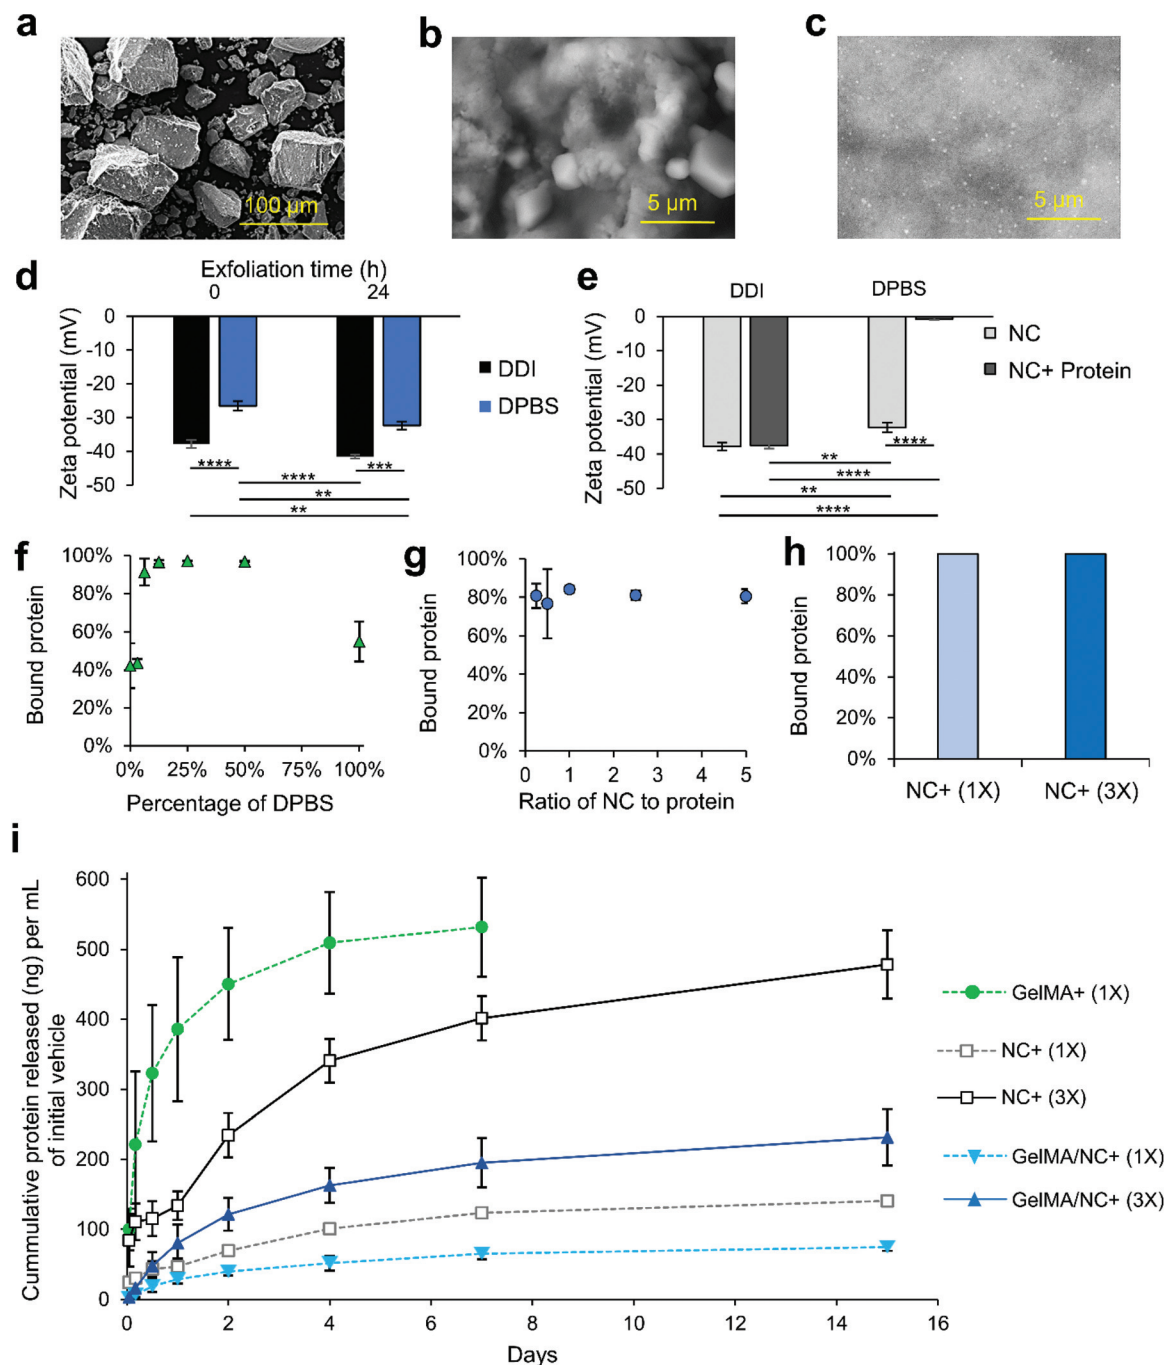 a
b
c
100 µm
5 µm
5 µm
d
Exfoliation time (h)
0
24
Zeta potential (mV)
0
-10
-20
-30
-40
-50
DDI
DPBS
****
***
****
**
**
e
DDI
DPBS
Zeta potential (mV)
0
-10
-20
-30
-40
-50
NC
NC+ Protein
****
**
****
**
****
f
Bound protein
100%
80%
60%
40%
20%
0%
0%
25%
50%
75%
100%
Percentage of DPBS
g
Bound protein
100%
80%
60%
40%
20%
0%
0
1
2
3
4
5
Ratio of NC to protein
h
Bound protein
100%
80%
60%
40%
20%
0%
NC+ (1X)
NC+ (3X)
i
Cummulative protein released (ng) per mL
of initial vehicle
600
500
400
300
200
100
0
0
2
4
6
8
10
12
14
16
Days
GelMA+ (1X)
NC+ (1X)
NC+ (3X)
GelMA/NC+ (1X)
GelMA/NC+ (3X)